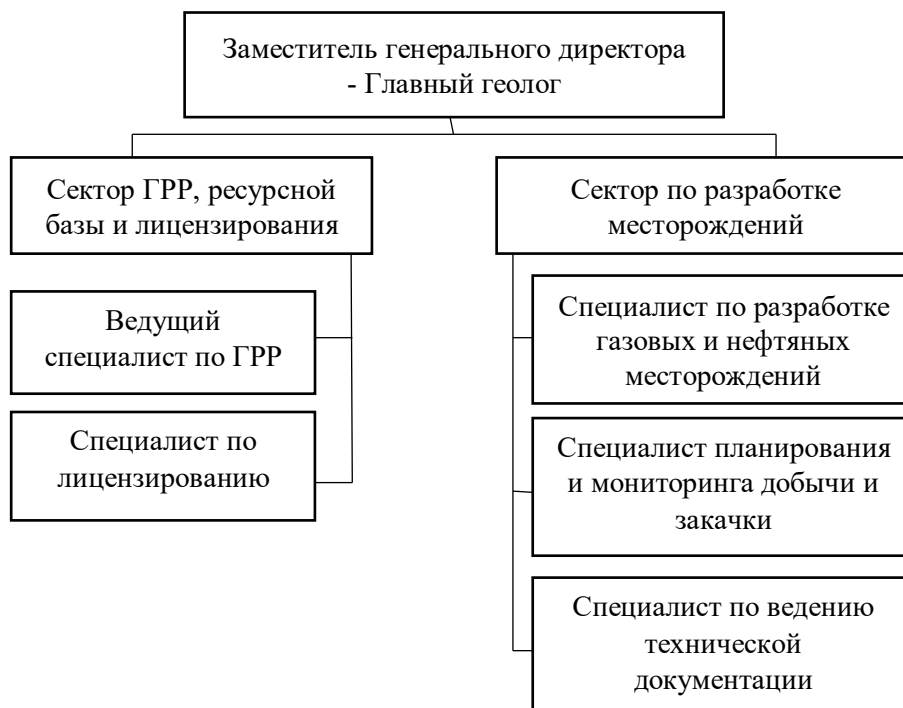 Заместитель генерального директора
- Главный геолог
Сектор ГРР, ресурсной
базы и лицензирования
Ведущий
специалист по ГРР
Специалист по
лицензированию
Сектор по разработке
месторождений
Специалист по разработке
газовых и нефтяных
месторождений
Специалист планирования
и мониторинга добычи и
закачки
Специалист по ведению
технической
документации